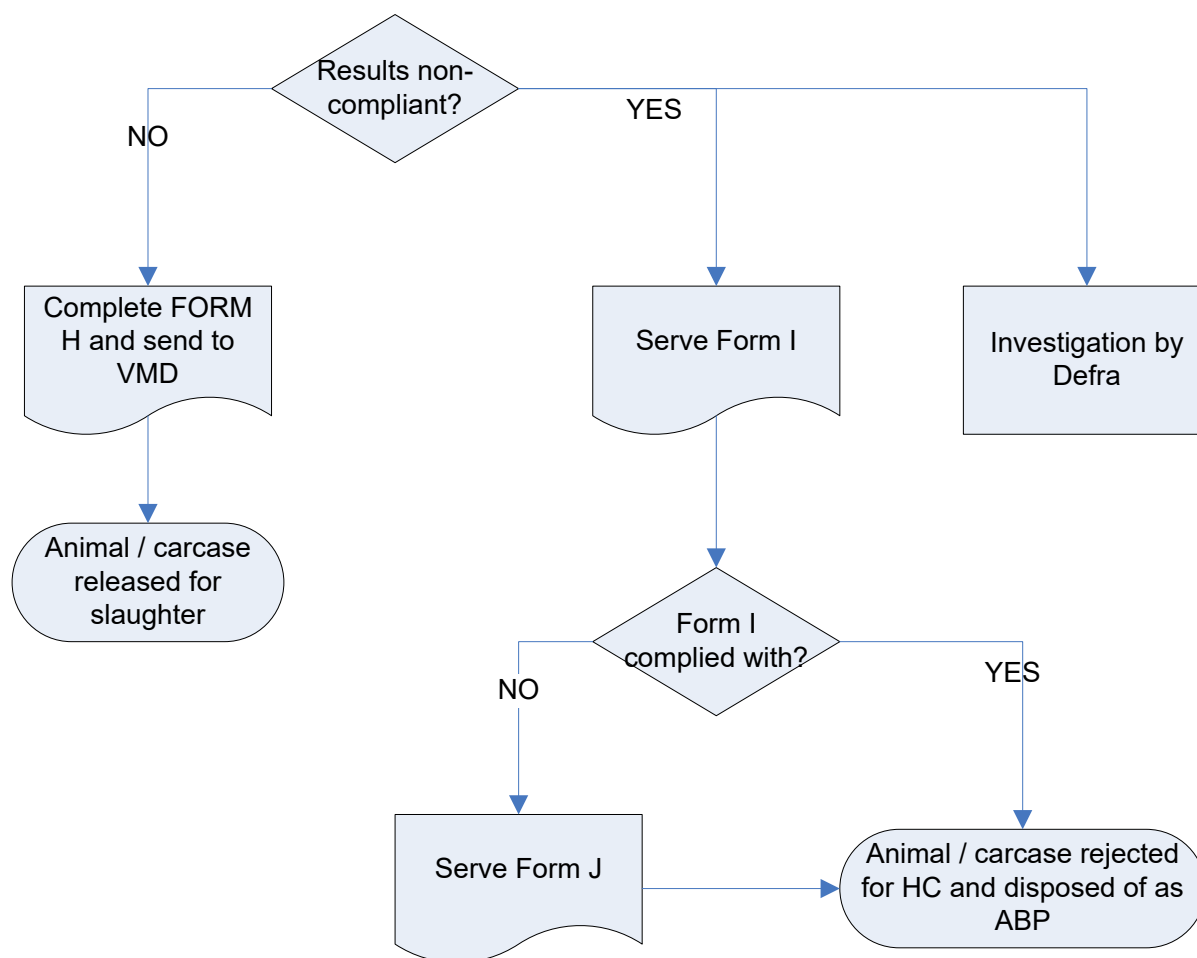 Results non-
compliant?
NO
YES
Complete FORM
H and send to
VMD
Serve Form I
Investigation by
Defra
Animal / carcase
released for
slaughter
Form I
complied with?
NO
YES
Serve Form J
Animal / carcase rejected
for HC and disposed of as
ABP